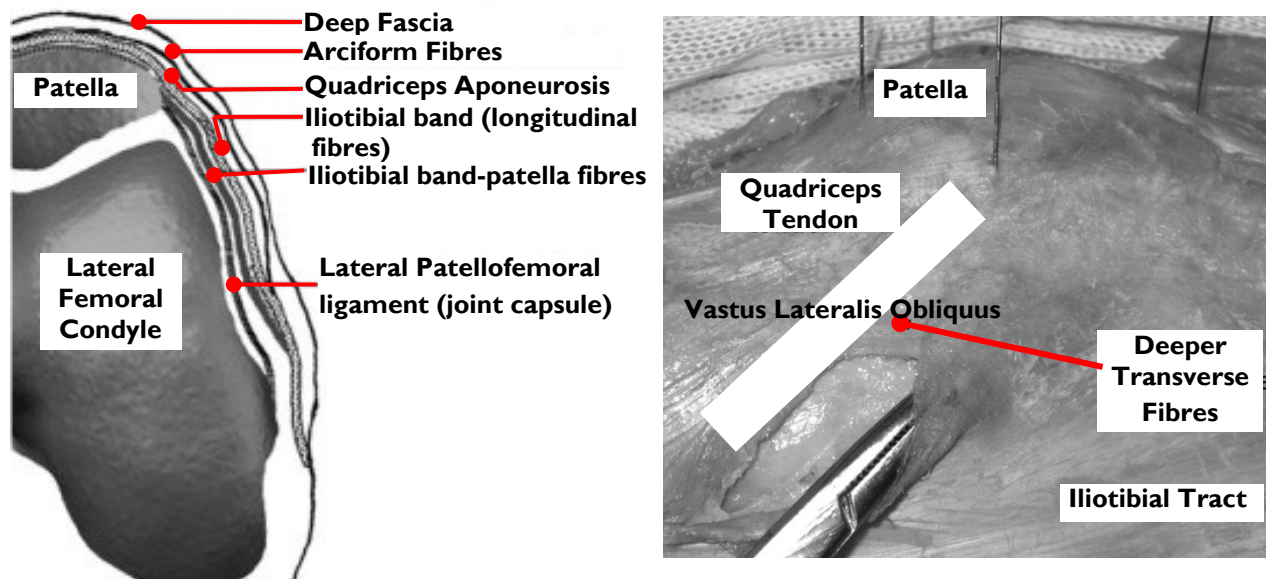 Deep Fascia
Arciform Fibres
Quadriceps Aponeurosis
Iliotibial band (longitudinal
fibres)
Iliotibial band-patella fibres
Lateral Patellofemoral
ligament (joint capsule)
Patella
Lateral
Femoral
Condyle
Patella
Quadriceps
Tendon
Vastus Lateralis Obliquus
Deeper
Transverse
Fibres
Iliotibial Tract